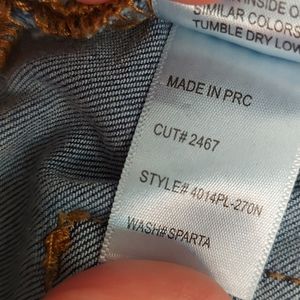 INSIDE O
SIMILAR COLORS
TUMBLE DRY LOW
MADE IN PRC
CUT# 2467
STYLE# 4014PL-270N
WASH# SPARTA